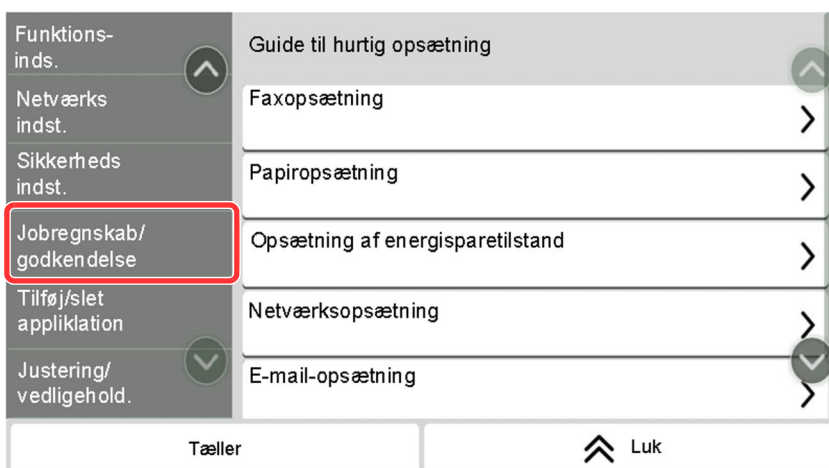 Funktions-
inds.
Netværks
indst.
Sikkerheds
indst.
Jobregnskab/
godkendelse
Tilføj/slet
appliklation
Justering/
vedligehold.
Guide til hurtig opsætning
Faxopsætning
Papiropsætning
Opsætning af energisparetilstand
Netværksopsætning
E-mail-opsætning
Tæller
Luk